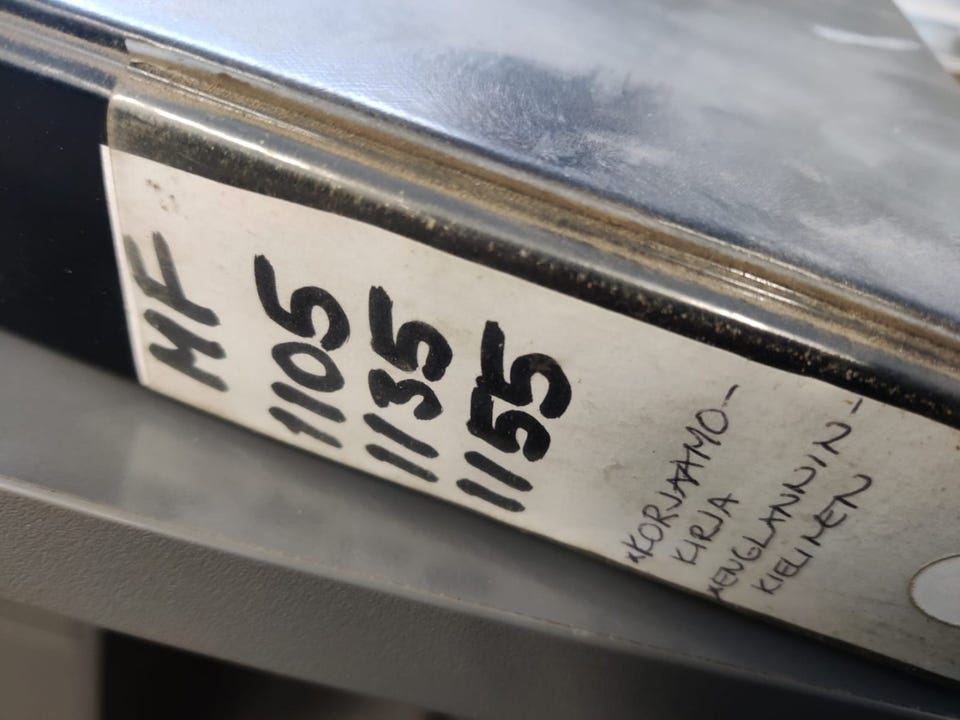 MF
1105
1135
1155
*KORJAAMO-
KIRJA
*ENGLANNIN-
KIELINEN